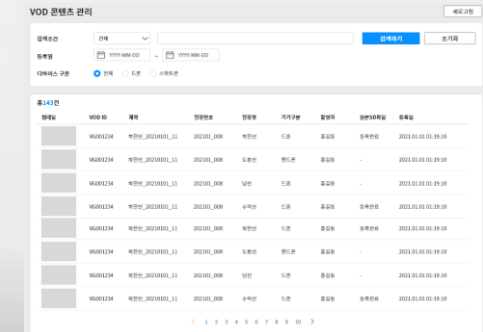 VOD 콘텐츠 관리 새로고침
검색조건 전체 검색하기 초기화
등록일 YYYY-MM-DD - YYYY-MM-DD
디바이스 구분 전체 드론 스마트폰
총143건
썸네일 VOD ID 제목 현장번호 현장명 기기구분 촬영자 원본SD파일 등록일
VG001234 북한산_20210101_11 202101_008 북한산 드론 홍길동 등록완료 2021.01.01 01:19:10
VG001234 북한산_20210101_11 202101_008 도봉산 핸드폰 홍길동 - 2021.01.01 01:19:10
VG001234 북한산_20210101_11 202101_008 남산 드론 홍길동 - 2021.01.01 01:19:10
VG001234 북한산_20210101_11 202101_008 수락산 드론 홍길동 등록완료 2021.01.01 01:19:10
VG001234 북한산_20210101_11 202101_008 북한산 드론 홍길동 등록완료 2021.01.01 01:19:10
VG001234 북한산_20210101_11 202101_008 도봉산 핸드폰 홍길동 - 2021.01.01 01:19:10
VG001234 북한산_20210101_11 202101_008 남산 드론 홍길동 - 2021.01.01 01:19:10
VG001234 북한산_20210101_11 202101_008 수락산 드론 홍길동 등록완료 2021.01.01 01:19:10
< 1 2 3 4 5 6 7 8 9 10 >